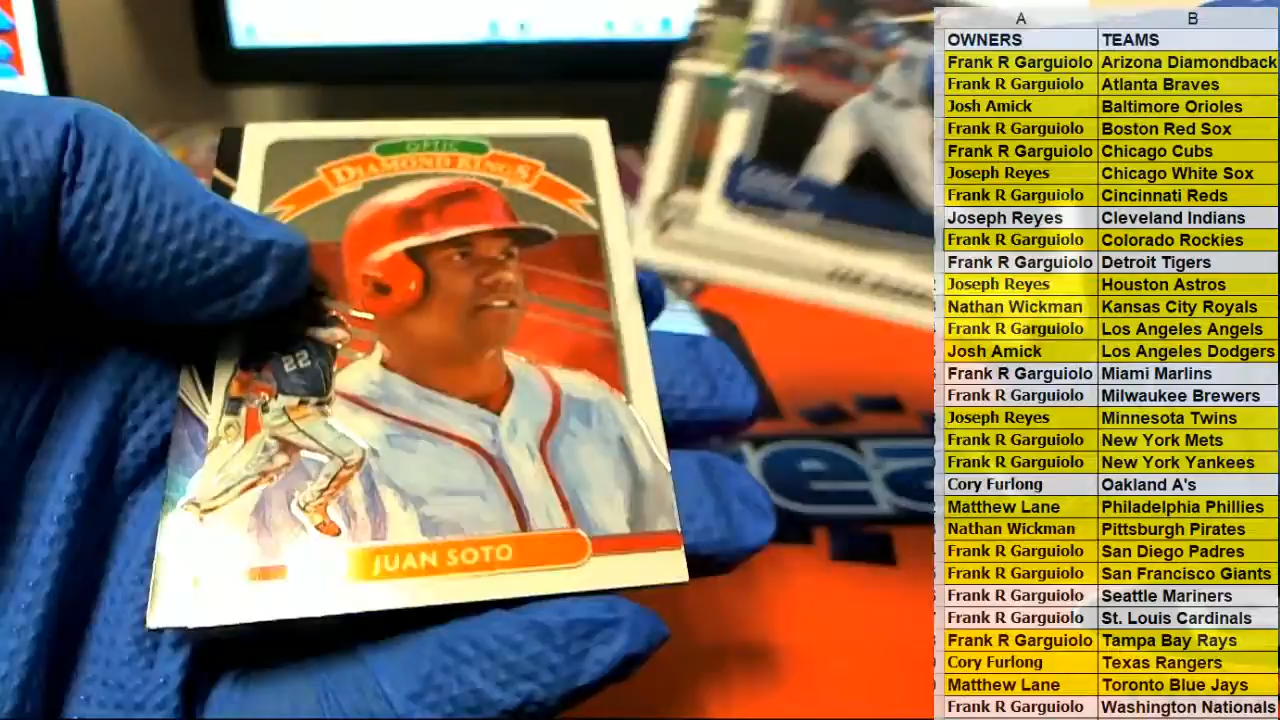 OPTIC
DIAMOND KINGS
22
JUAN SOTO
A B
OWNERS TEAMS
Frank R Garguiolo Arizona Diamondback
Frank R Garguiolo Atlanta Braves
Josh Amick Baltimore Orioles
Frank R Garguiolo Boston Red Sox
Frank R Garguiolo Chicago Cubs
Joseph Reyes Chicago White Sox
Frank R Garguiolo Cincinnati Reds
Joseph Reyes Cleveland Indians
Frank R Garguiolo Colorado Rockies
Frank R Garguiolo Detroit Tigers
Joseph Reyes Houston Astros
Nathan Wickman Kansas City Royals
Frank R Garguiolo Los Angeles Angels
Josh Amick Los Angeles Dodgers
Frank R Garguiolo Miami Marlins
Frank R Garguiolo Milwaukee Brewers
Joseph Reyes Minnesota Twins
Frank R Garguiolo New York Mets
Frank R Garguiolo New York Yankees
Cory Furlong Oakland A's
Matthew Lane Philadelphia Phillies
Nathan Wickman Pittsburgh Pirates
Frank R Garguiolo San Diego Padres
Frank R Garguiolo San Francisco Giants
Frank R Garguiolo Seattle Mariners
Frank R Garguiolo St. Louis Cardinals
Frank R Garguiolo Tampa Bay Rays
Cory Furlong Texas Rangers
Matthew Lane Toronto Blue Jays
Frank R Garguiolo Washington Nationals